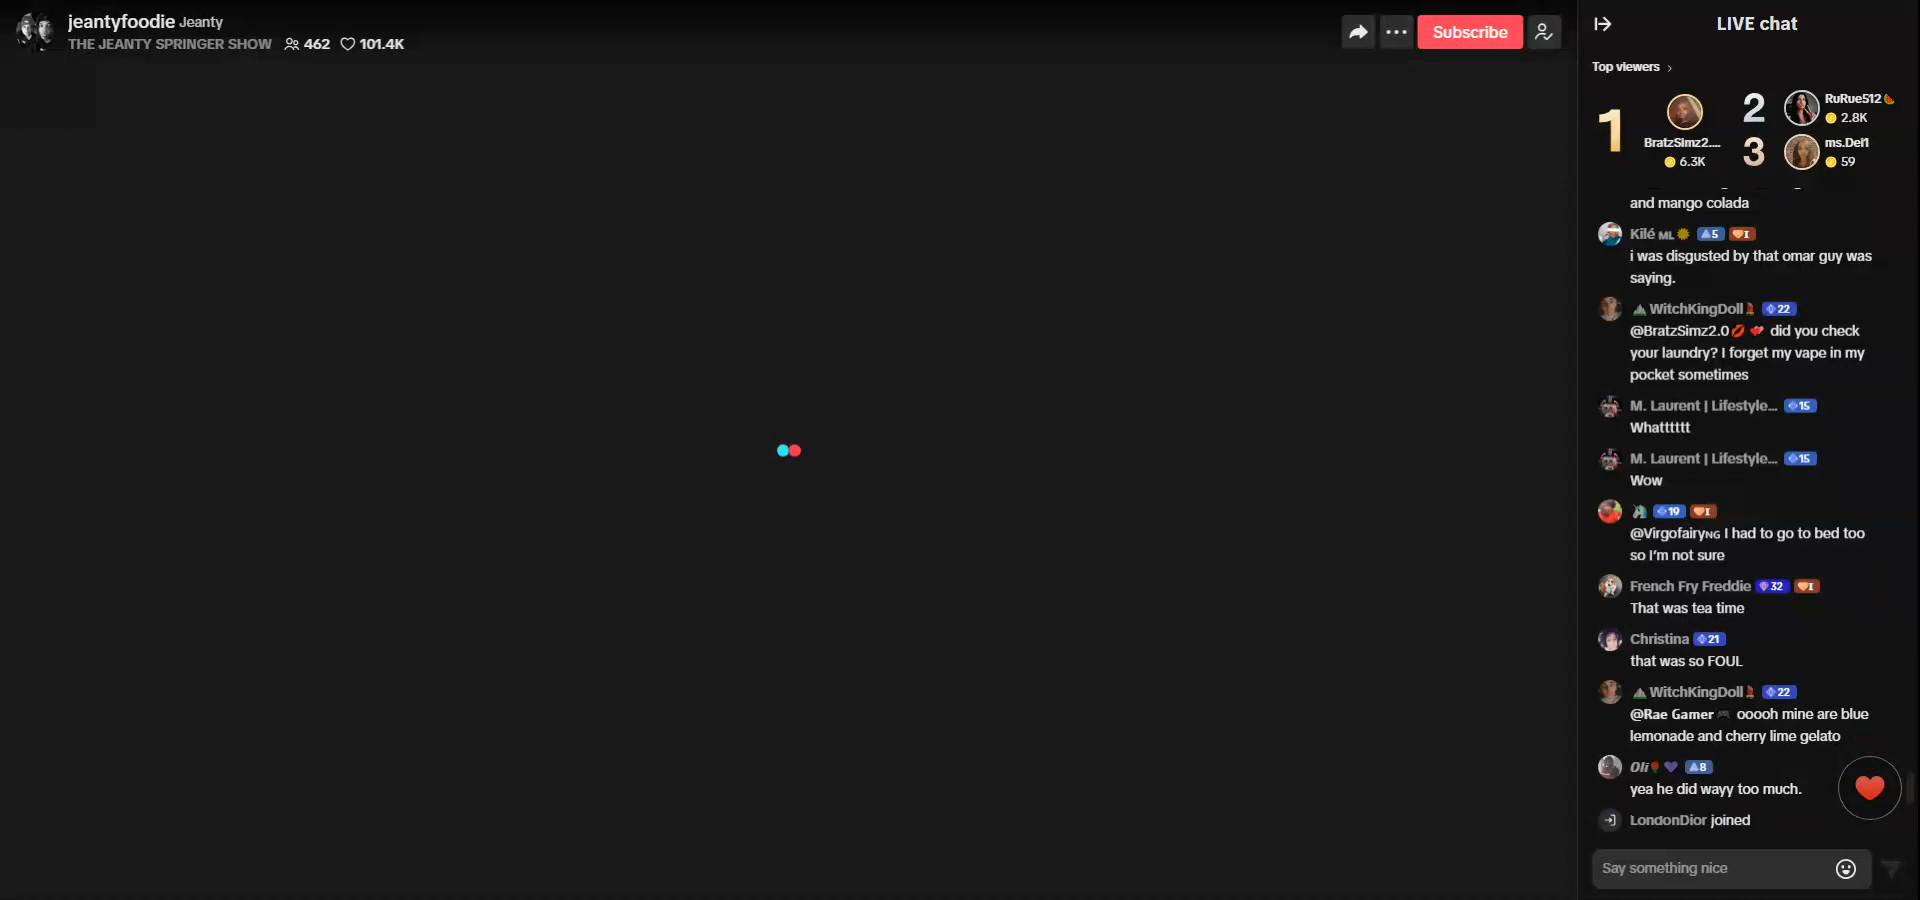 jeantyfoodie Jeanty
THE JEANTY SPRINGER SHOW 462 101.4K
Subscribe
LIVE chat
Top viewers
1
BratzSimz2....
6.3K
2
RuRue512🍉
2.8K
3
ms.Dei1
59
and mango colada
Kilé ᴍʟ 5 I
i was disgusted by that omar guy was
saying.
WitchKingDoll💄 22
@BratzSimz2.0💋 💕 did you check
your laundry? I forget my vape in my
pocket sometimes
M. Laurent | Lifestyle... 15
Whatttttt
M. Laurent | Lifestyle... 15
Wow
🦄 19 I
@Virgofairyɴɢ I had to go to bed too
so I'm not sure
French Fry Freddie 32 I
That was tea time
Christina 21
that was so FOUL
WitchKingDoll💄 22
@Rae Gamer🎮 ooooh mine are blue
lemonade and cherry lime gelato
Oli🌹💜 8
yea he did wayy too much.
LondonDior joined
Say something nice